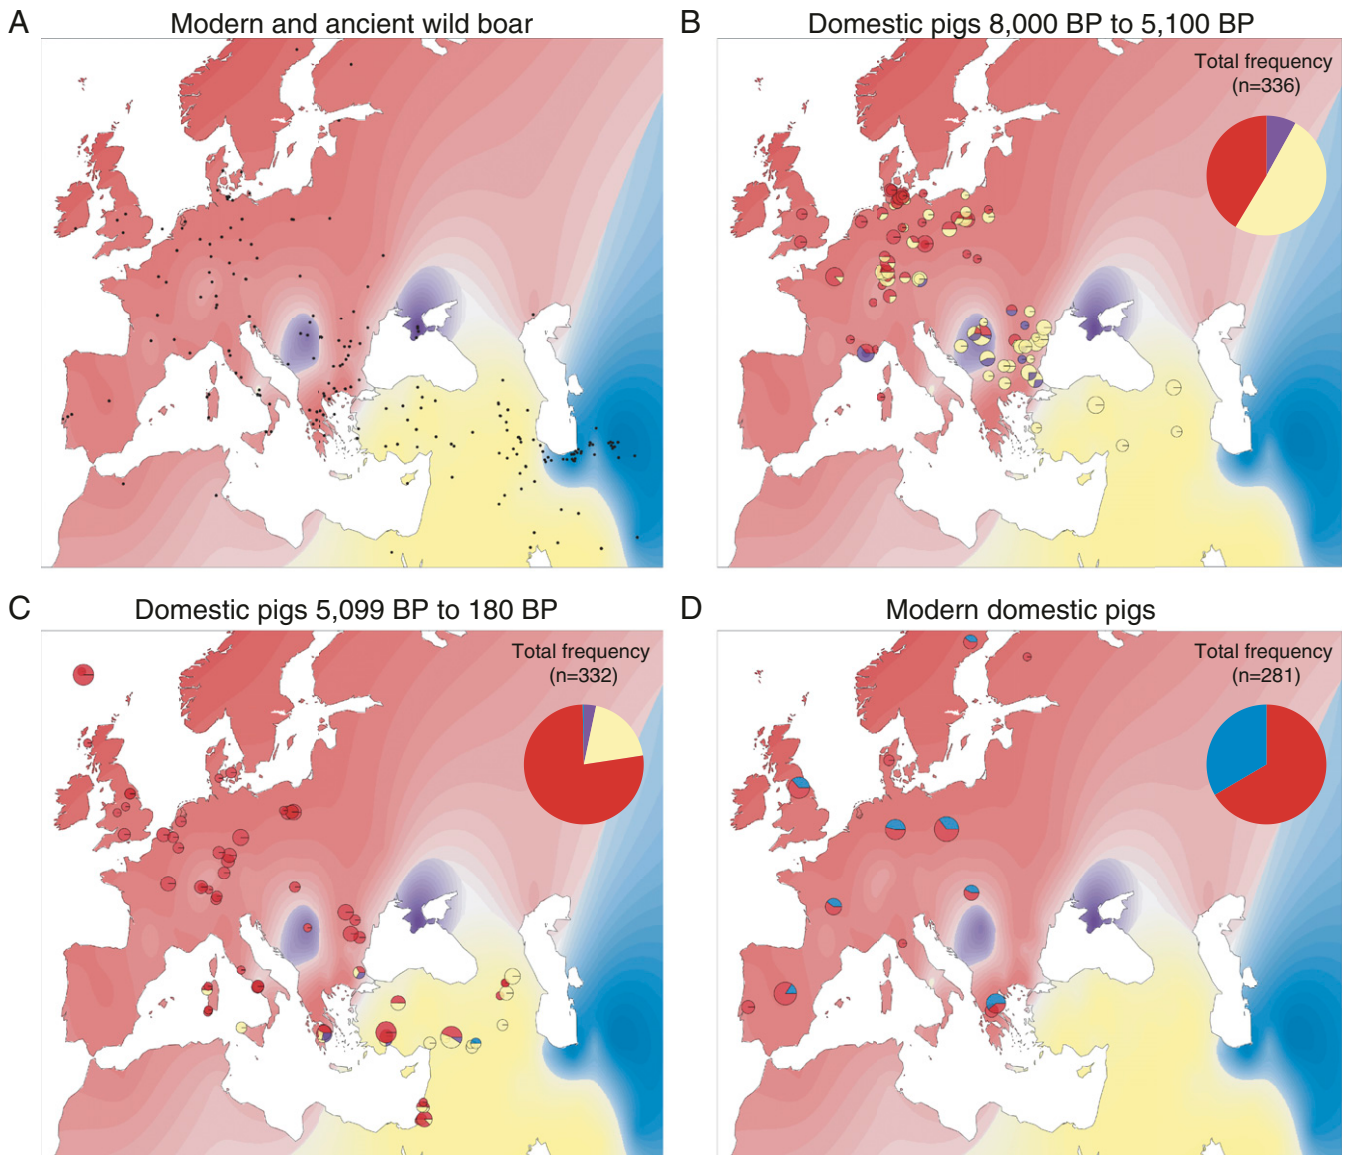 A
Modern and ancient wild boar
B
Domestic pigs 8,000 BP to 5,100 BP
Total frequency
(n=336)
C
Domestic pigs 5,099 BP to 180 BP
Total frequency
(n=332)
D
Modern domestic pigs
Total frequency
(n=281)